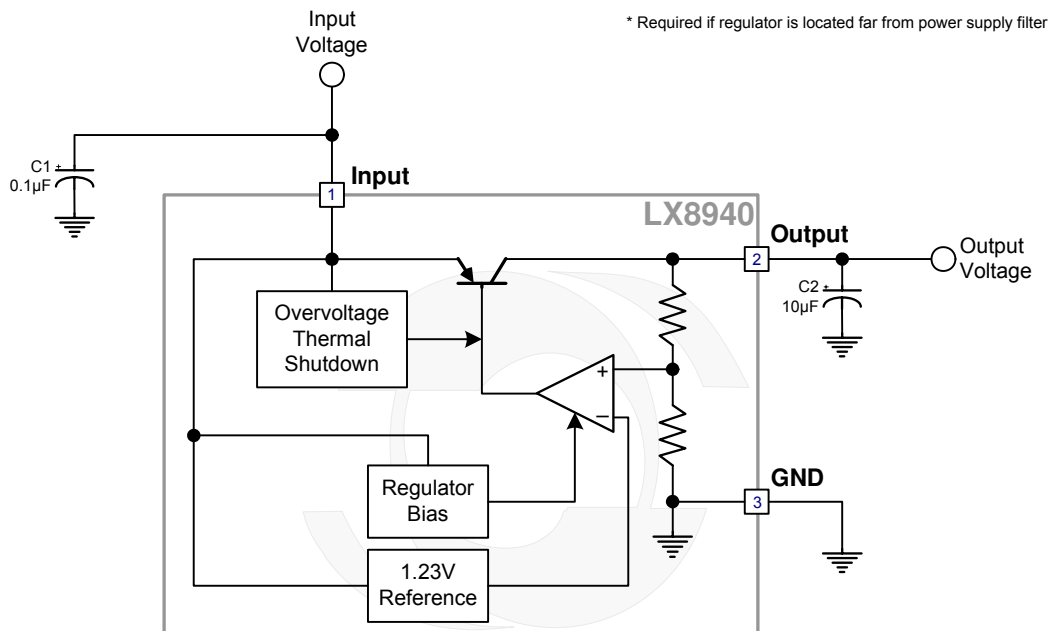 Input
Voltage
* Required if regulator is located far from power supply filter
C1
+
0.1µF
1
Input
LX8940
Output
2
Output
Voltage
C2
+
10µF
Overvoltage
Thermal
Shutdown
+
−
Regulator
Bias
GND
3
1.23V
Reference